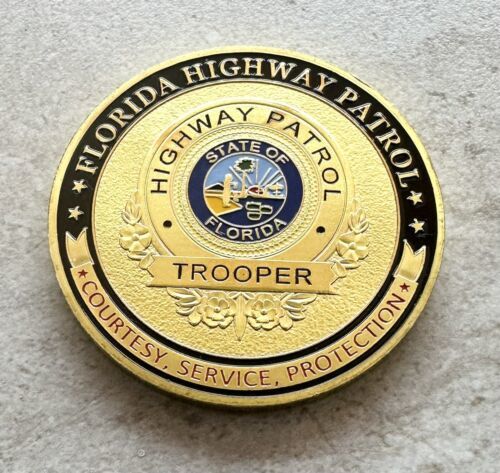 FLORIDA HIGHWAY PATROL
HIGHWAY PATROL
STATE OF
FLORIDA
TROOPER
COURTESY, SERVICE, PROTECTION